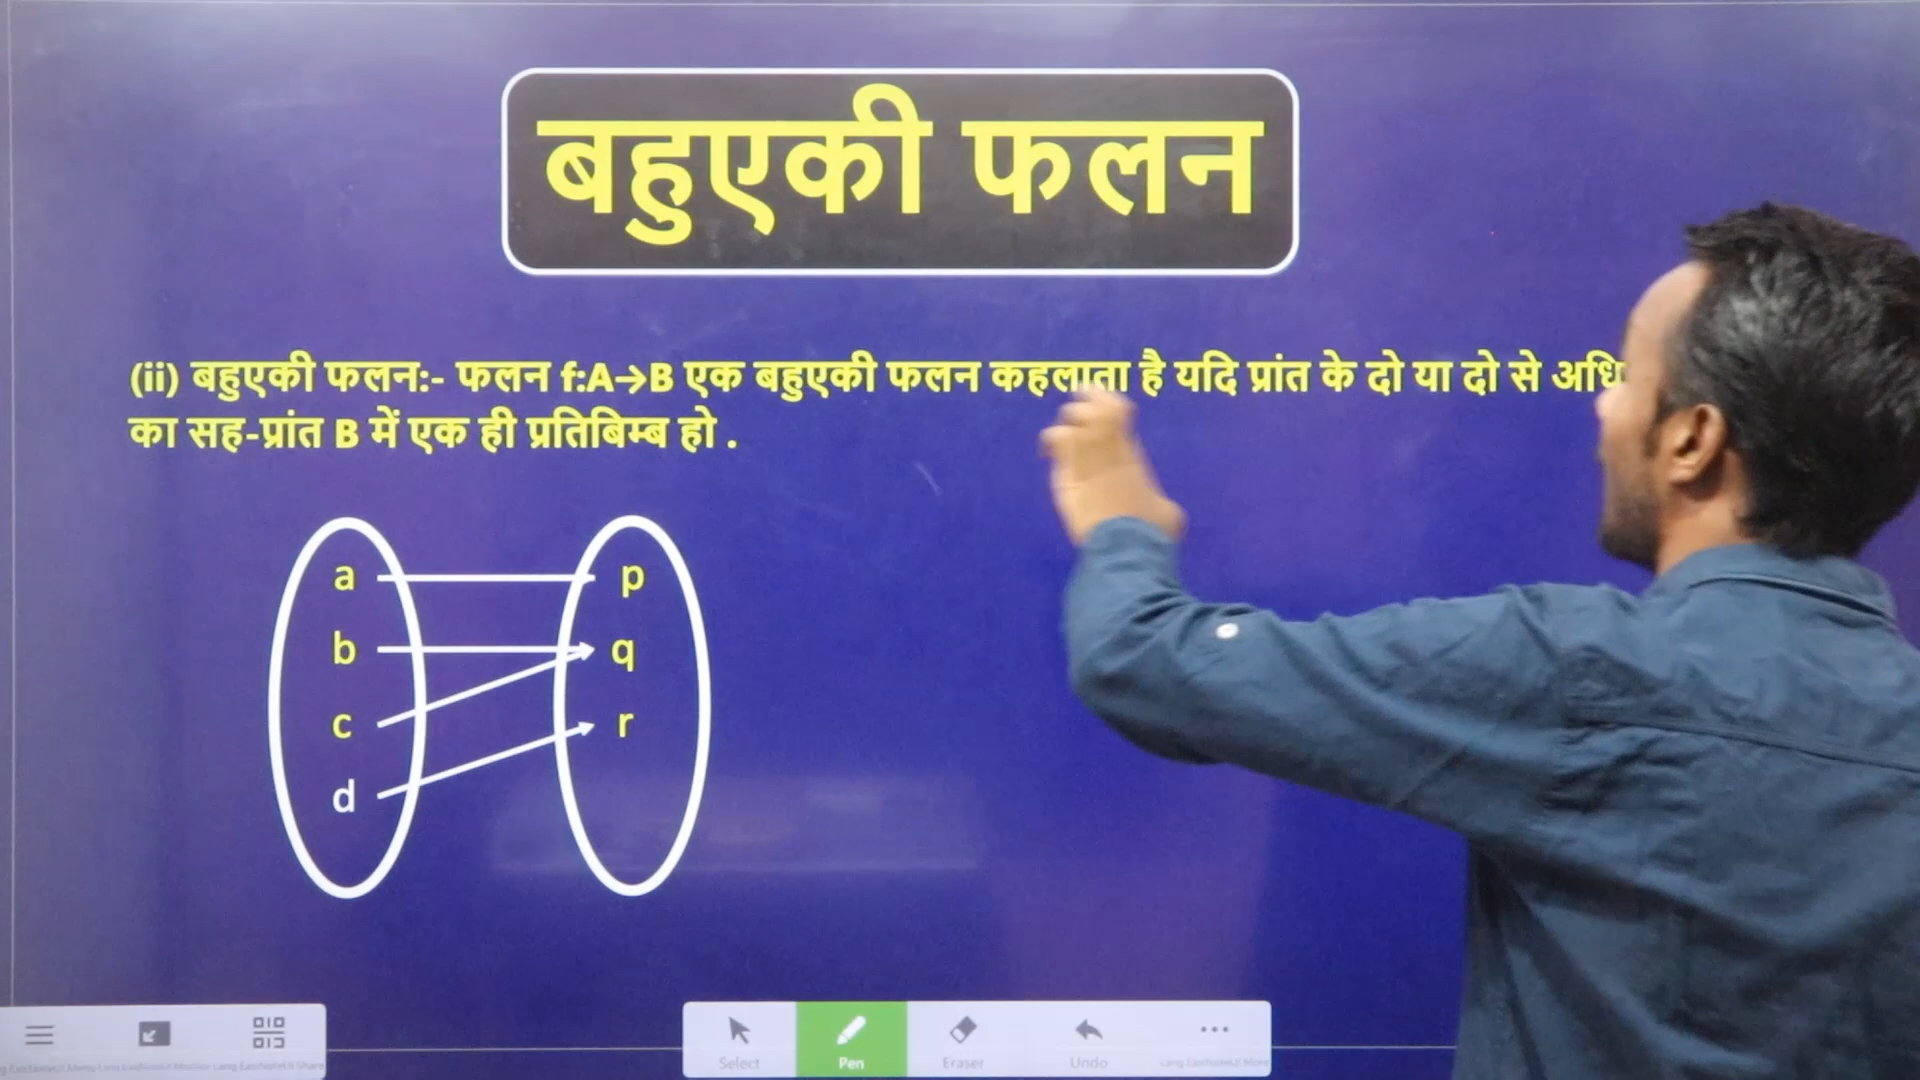 बहुएकी फलन
(ii) बहुएकी फलन:- फलन f:A→B एक बहुएकी फलन कहलाता है यदि प्रांत के दो या दो से
का सह-प्रांत B में एक ही प्रतिबिम्ब हो .
a p
b q
c r
d
Select Pen Eraser Undo